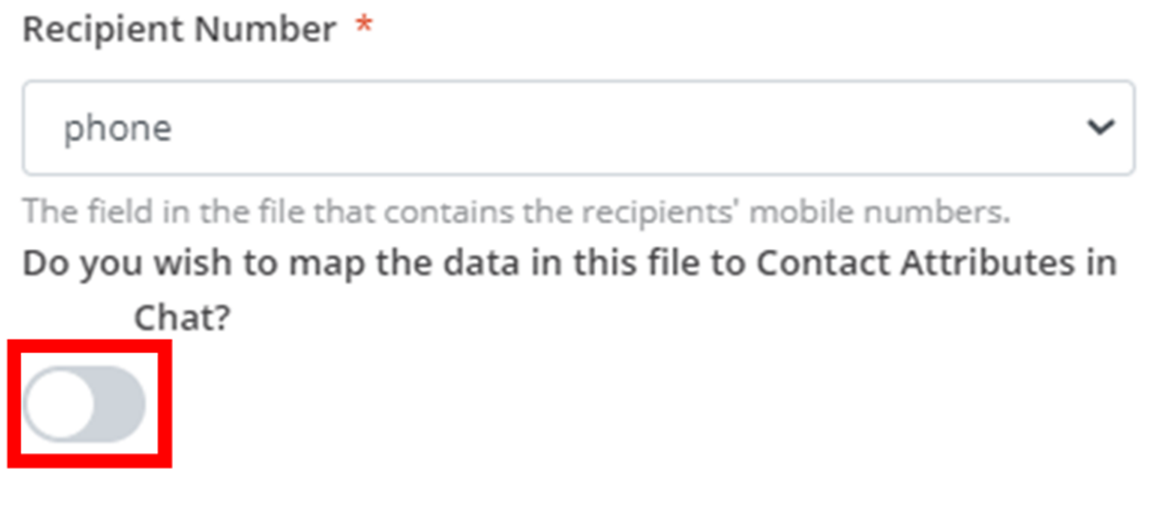 Recipient Number *
phone
The field in the file that contains the recipients' mobile numbers.
Do you wish to map the data in this file to Contact Attributes in
Chat?